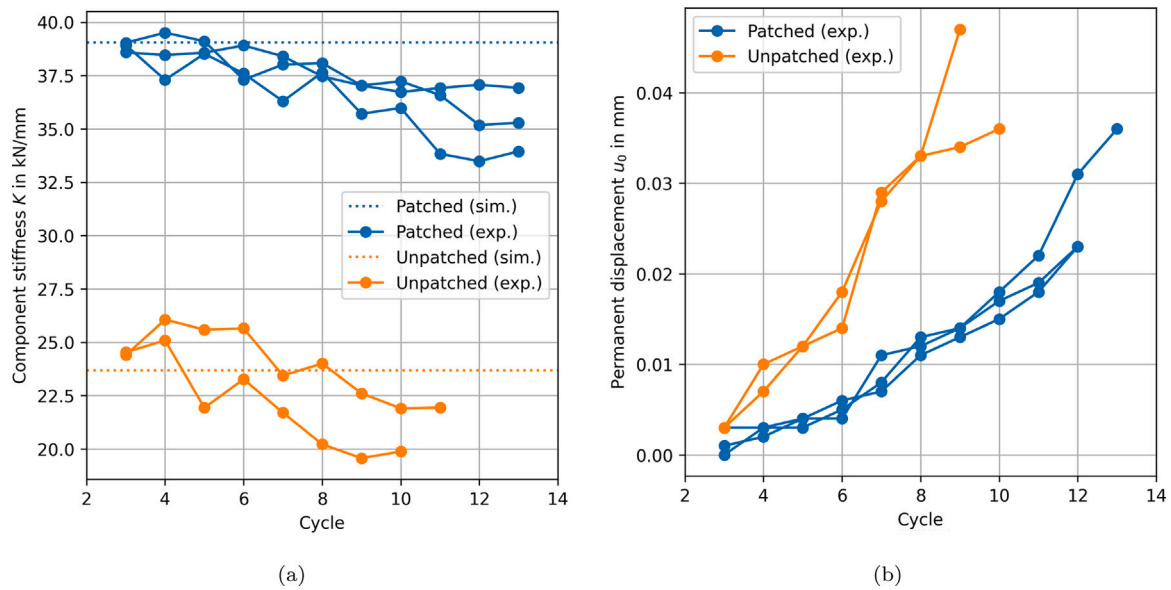 40.0
37.5
35.0
32.5
30.0
27.5
25.0
22.5
20.0
Component stiffness K in kN/mm
Patched (sim.)
Patched (exp.)
Unpatched (sim.)
Unpatched (exp.)
2 4 6 8 10 12 14
Cycle
(a)
Patched (exp.)
Unpatched (exp.)
0.04
0.03
0.02
0.01
0.00
Permanent displacement u₀ in mm
2 4 6 8 10 12 14
Cycle
(b)